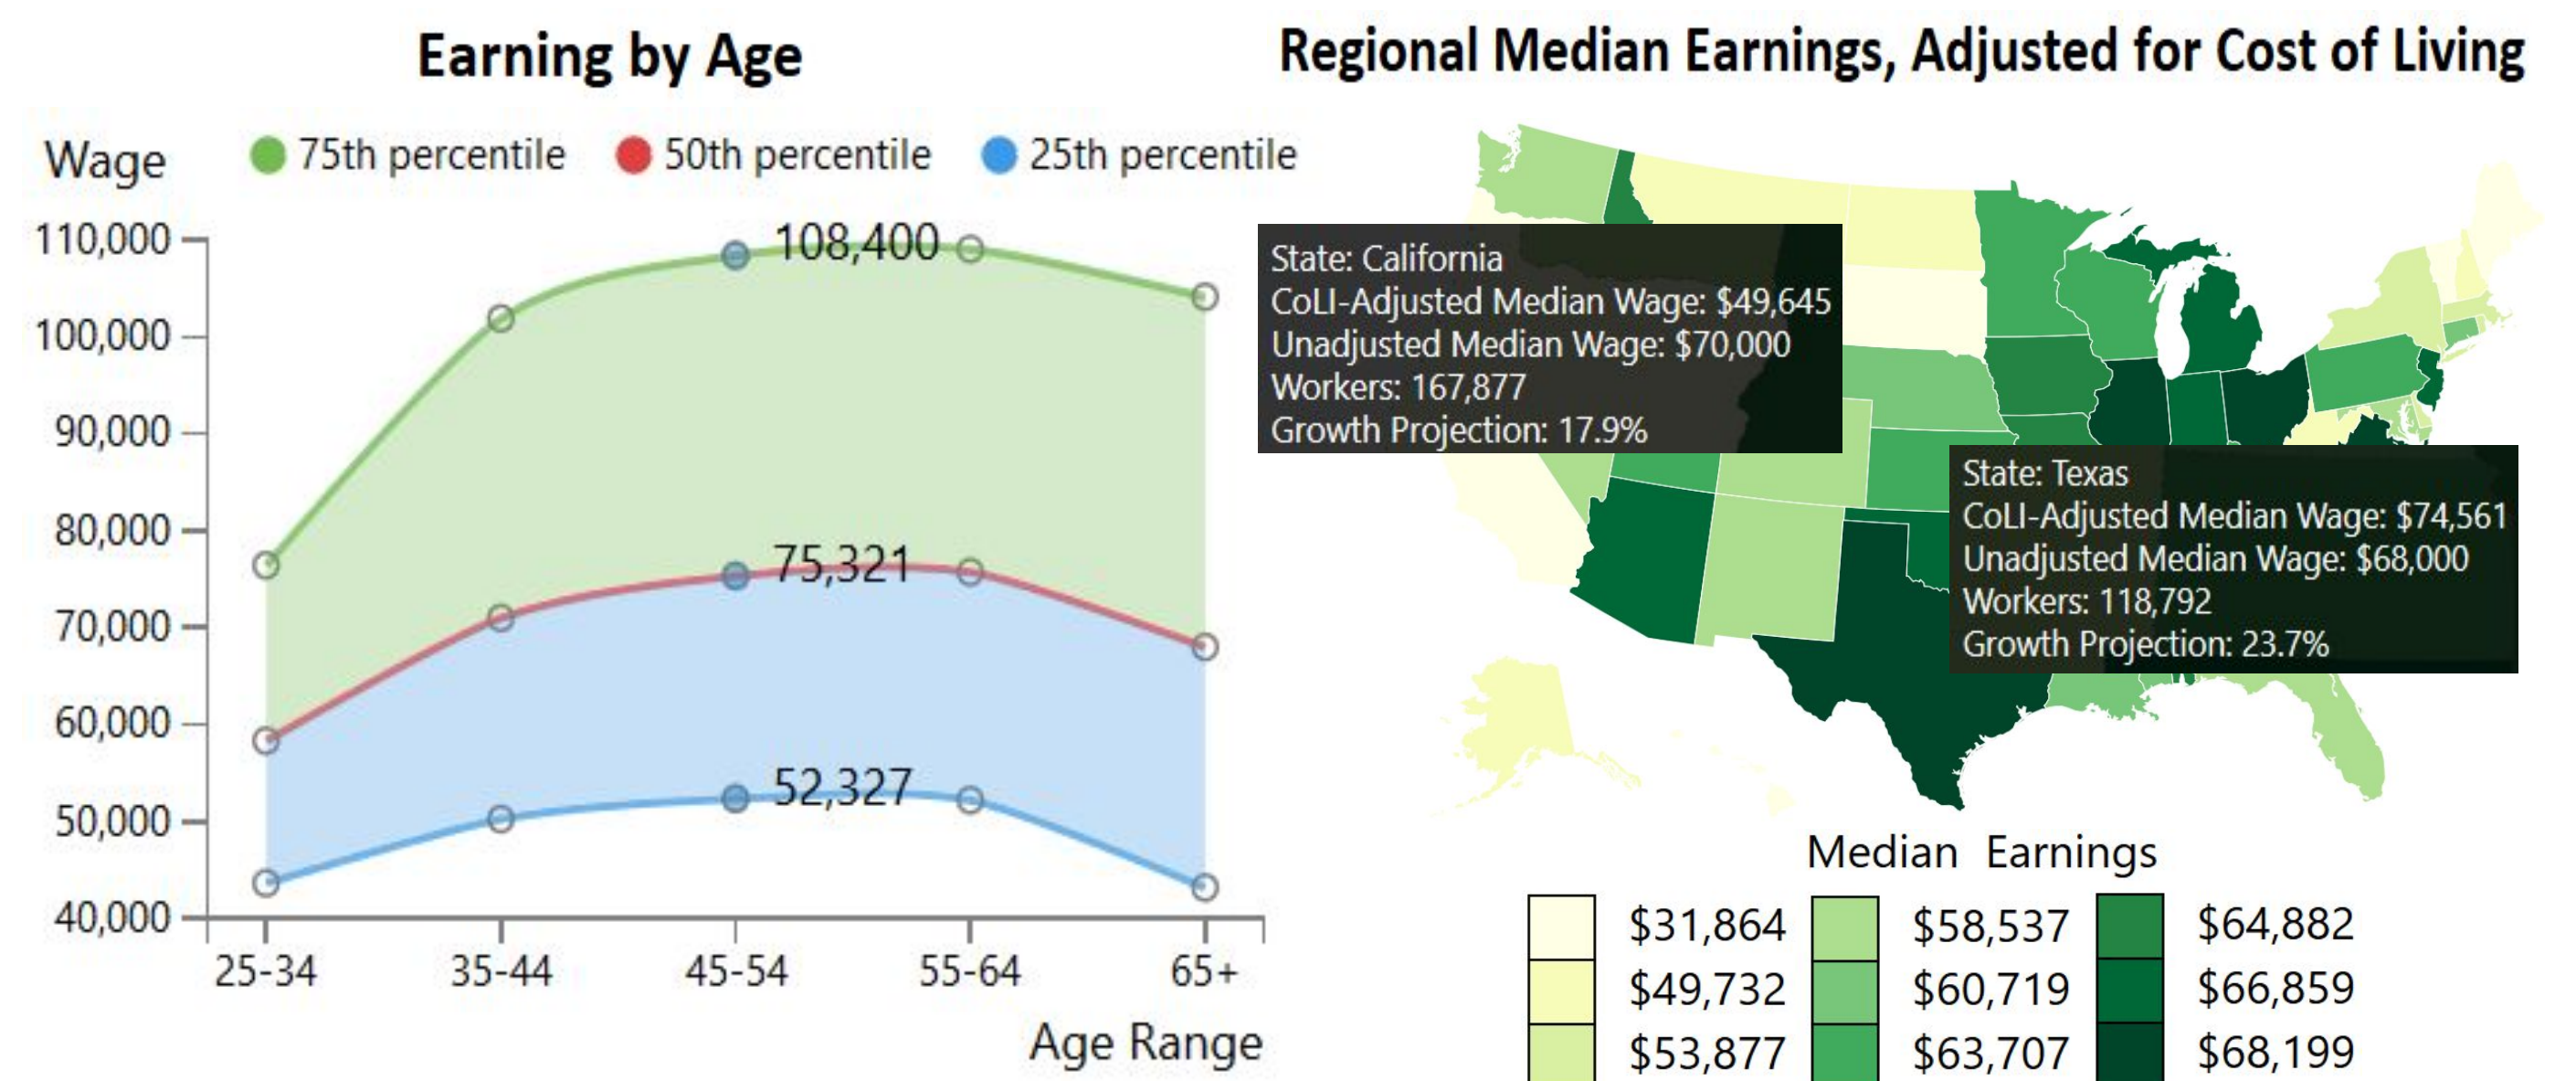 Earning by Age
Wage
75th percentile
50th percentile
25th percentile
110,000
100,000
90,000
80,000
70,000
60,000
50,000
40,000
108,400
75,321
52,327
25-34
35-44
45-54
55-64
65+
Age Range
Regional Median Earnings, Adjusted for Cost of Living
State: California
CoLI-Adjusted Median Wage: $49,645
Unadjusted Median Wage: $70,000
Workers: 167,877
Growth Projection: 17.9%
State: Texas
CoLI-Adjusted Median Wage: $74,561
Unadjusted Median Wage: $68,000
Workers: 118,792
Growth Projection: 23.7%
Median Earnings
$31,864
$49,732
$53,877
$58,537
$60,719
$63,707
$64,882
$66,859
$68,199